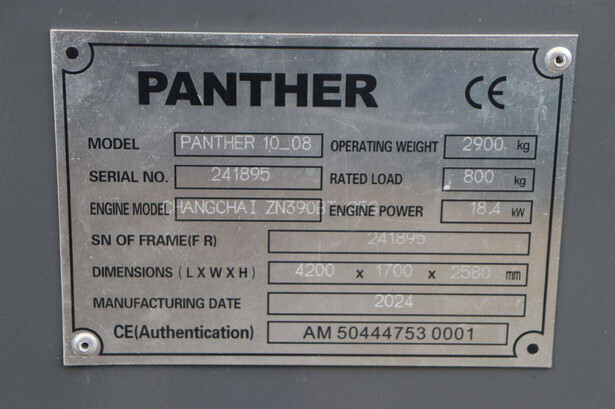 PANTHER CE
MODEL PANTHER 10_08 OPERATING WEIGHT 2900 kg
SERIAL NO. 241895 RATED LOAD 800 kg
ENGINE MODEL CHANGCHAI ZN390BT ENGINE POWER 18.4 kW
SN OF FRAME(F R) 241895
DIMENSIONS (L X W X H) 4200 x 1700 x 2580 mm
MANUFACTURING DATE 2024
CE(Authentication) AM 50444753 0001